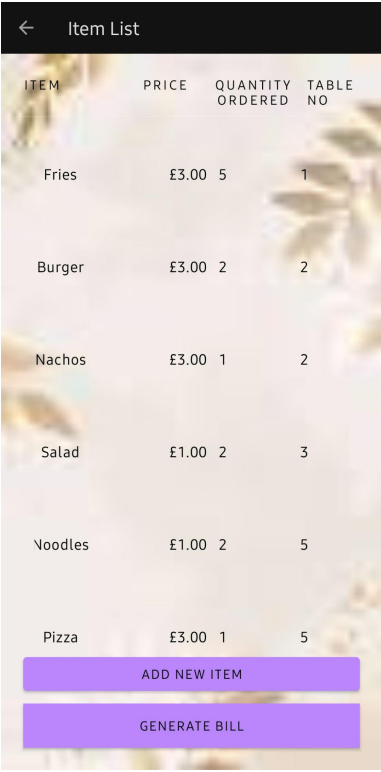 Item List
ITEM PRICE QUANTITY ORDERED TABLE NO
Fries £3.00 5 1
Burger £3.00 2 2
Nachos £3.00 1 2
Salad £1.00 2 3
Noodles £1.00 2 5
Pizza £3.00 1 5
ADD NEW ITEM
GENERATE BILL